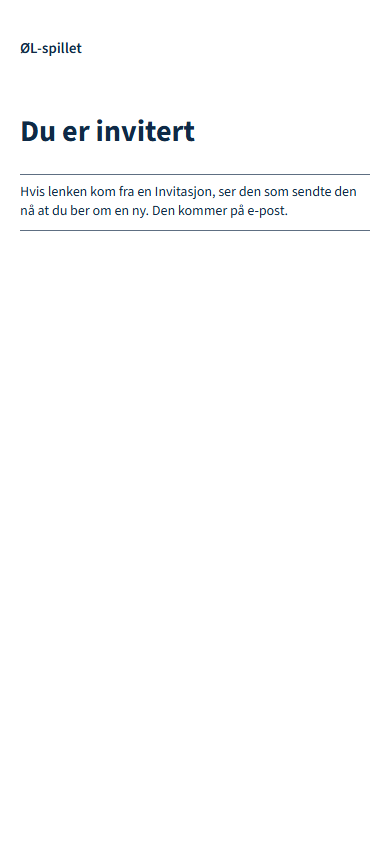 ØL-spillet
Du er invitert
Hvis lenken kom fra en Invitasjon, ser den som sendte den
nå at du ber om en ny. Den kommer på e-post.